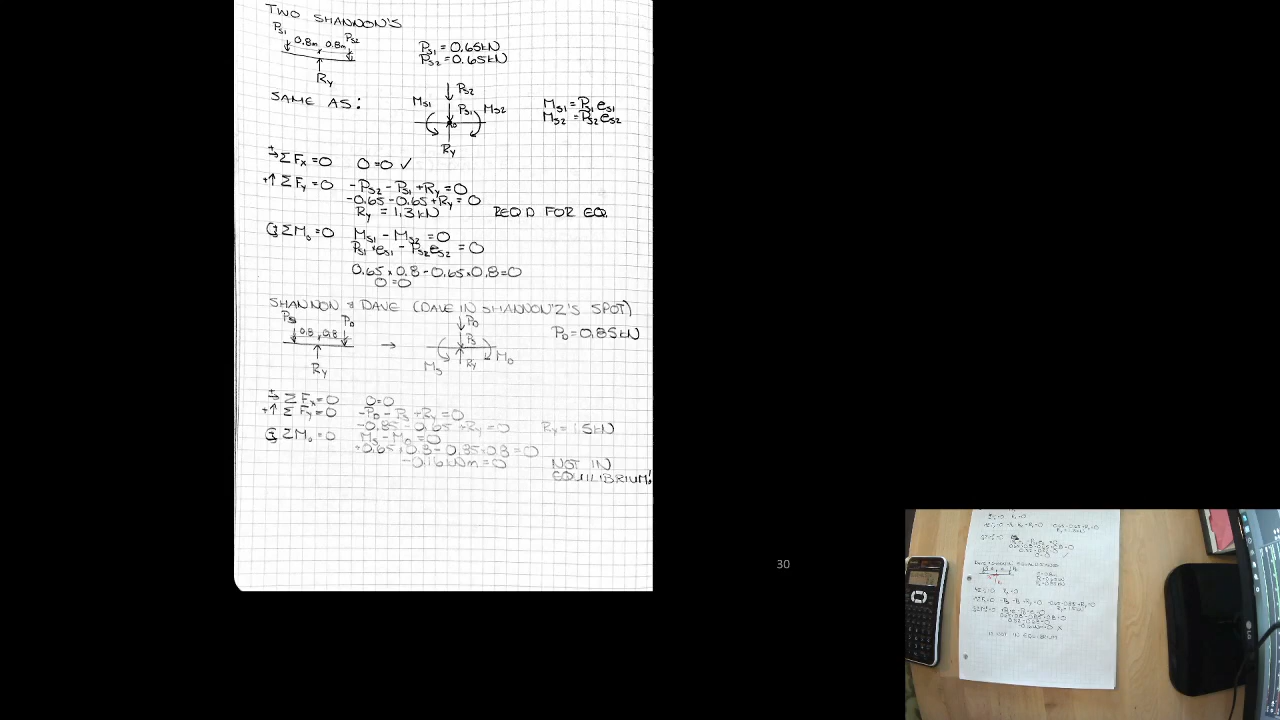 TWO SHANNON'S
PS1 PS2
0.8m 0.8m
RY
PS1 = 0.65kN
PS2 = 0.65kN
SAME AS:
PS2
MS1 PS1 MS2
RY
MS1 = PS1 eS1
MS2 = PS2 eS2
+→ ΣFx = 0 0=0 ✓
+↑ ΣFy = 0 -PS2 - PS1 + RY = 0
-0.65 - 0.65 + RY = 0
RY = 1.3kN REQ'D FOR EQ.
ΣMo = 0 MS1 - MS2 = 0
PS1 * eS1 - PS2 eS2 = 0
0.65 x 0.8 - 0.65 x 0.8 = 0
0=0
SHANNON & DAVE (DAVE IN SHANNON'Z'S SPOT)
PS PD
0.8 0.8
RY
→
PD
PS
MS RY MD
PD = 0.85kN
+→ ΣFx = 0 0=0
+↑ ΣFy = 0 -PD - PS + RY = 0
-0.85 - 0.65 + RY = 0 RY = 1.5kN
ΣMo = 0 MS - MD = 0
+0.65 x 0.8 - 0.85 x 0.8 = 0
-0.16kNm = 0 NOT IN
EQUILIBRIUM!
30
LG